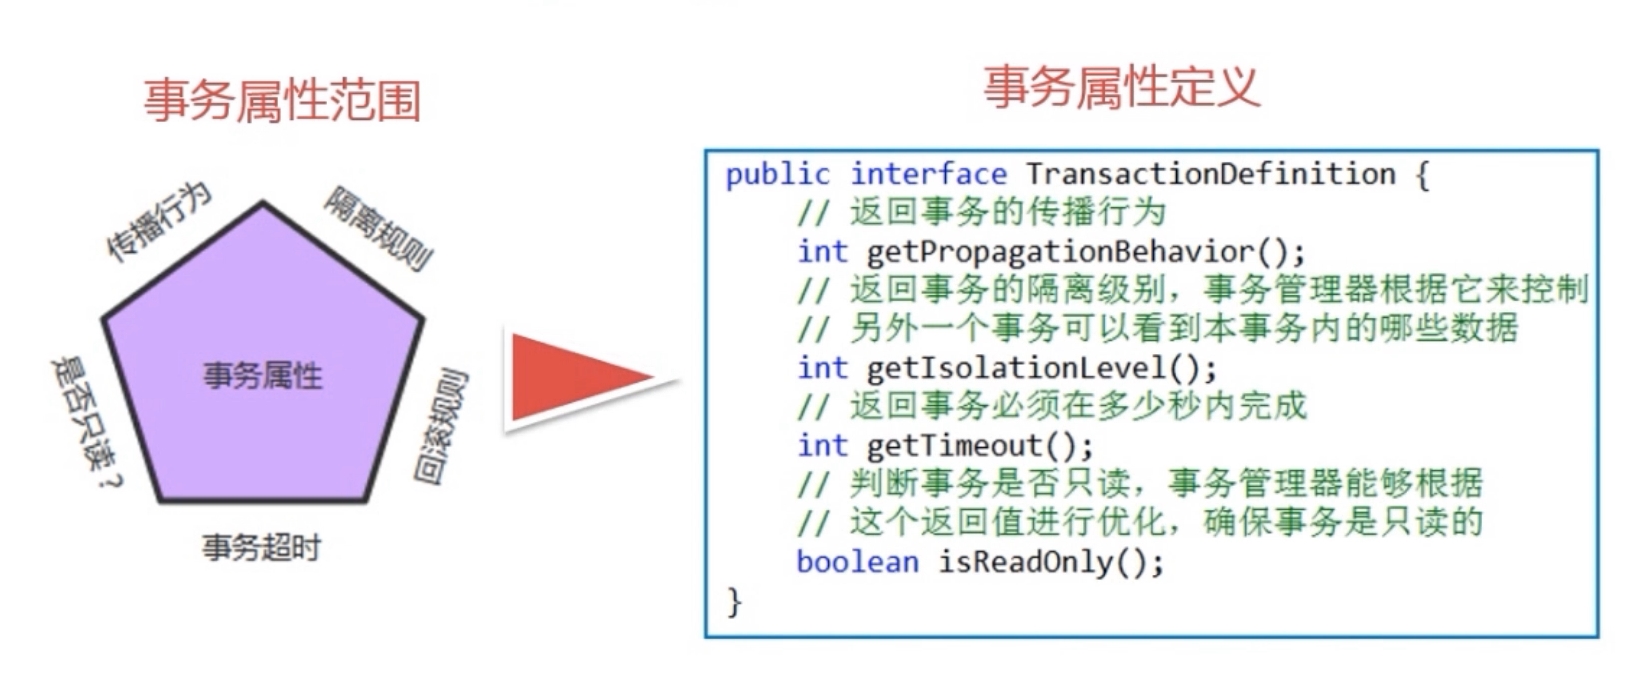 事务属性范围
传播行为
隔离规则
是否只读？
事务属性
回滚规则
事务超时
事务属性定义
public interface TransactionDefinition {
// 返回事务的传播行为
int getPropagationBehavior();
// 返回事务的隔离级别，事务管理器根据它来控制
// 另外一个事务可以看到本事务内的哪些数据
int getIsolationLevel();
// 返回事务必须在多少秒内完成
int getTimeout();
// 判断事务是否只读，事务管理器能够根据
// 这个返回值进行优化，确保事务是只读的
boolean isReadOnly();
}